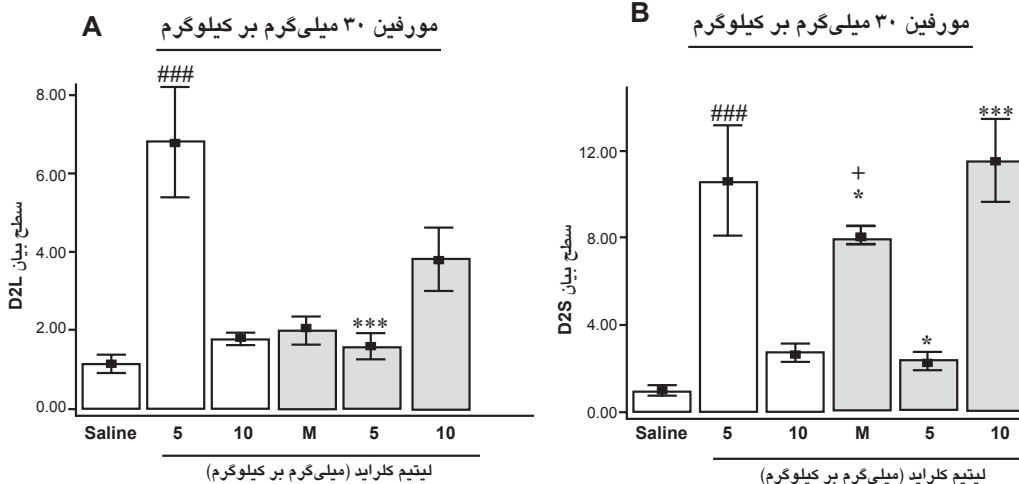 A
مورفین ۳۰ میلی‌گرم بر کیلوگرم
###
8.00
6.00
4.00
2.00
0.00
سطح بیان D2L
***
Saline 5 10 M 5 10
لیتیم کلراید (میلی‌گرم بر کیلوگرم)
B
مورفین ۳۰ میلی‌گرم بر کیلوگرم
###
***
12.00
+
*
8.00
4.00
*
0.00
سطح بیان D2S
Saline 5 10 M 5 10
لیتیم کلراید (میلی‌گرم بر کیلوگرم)